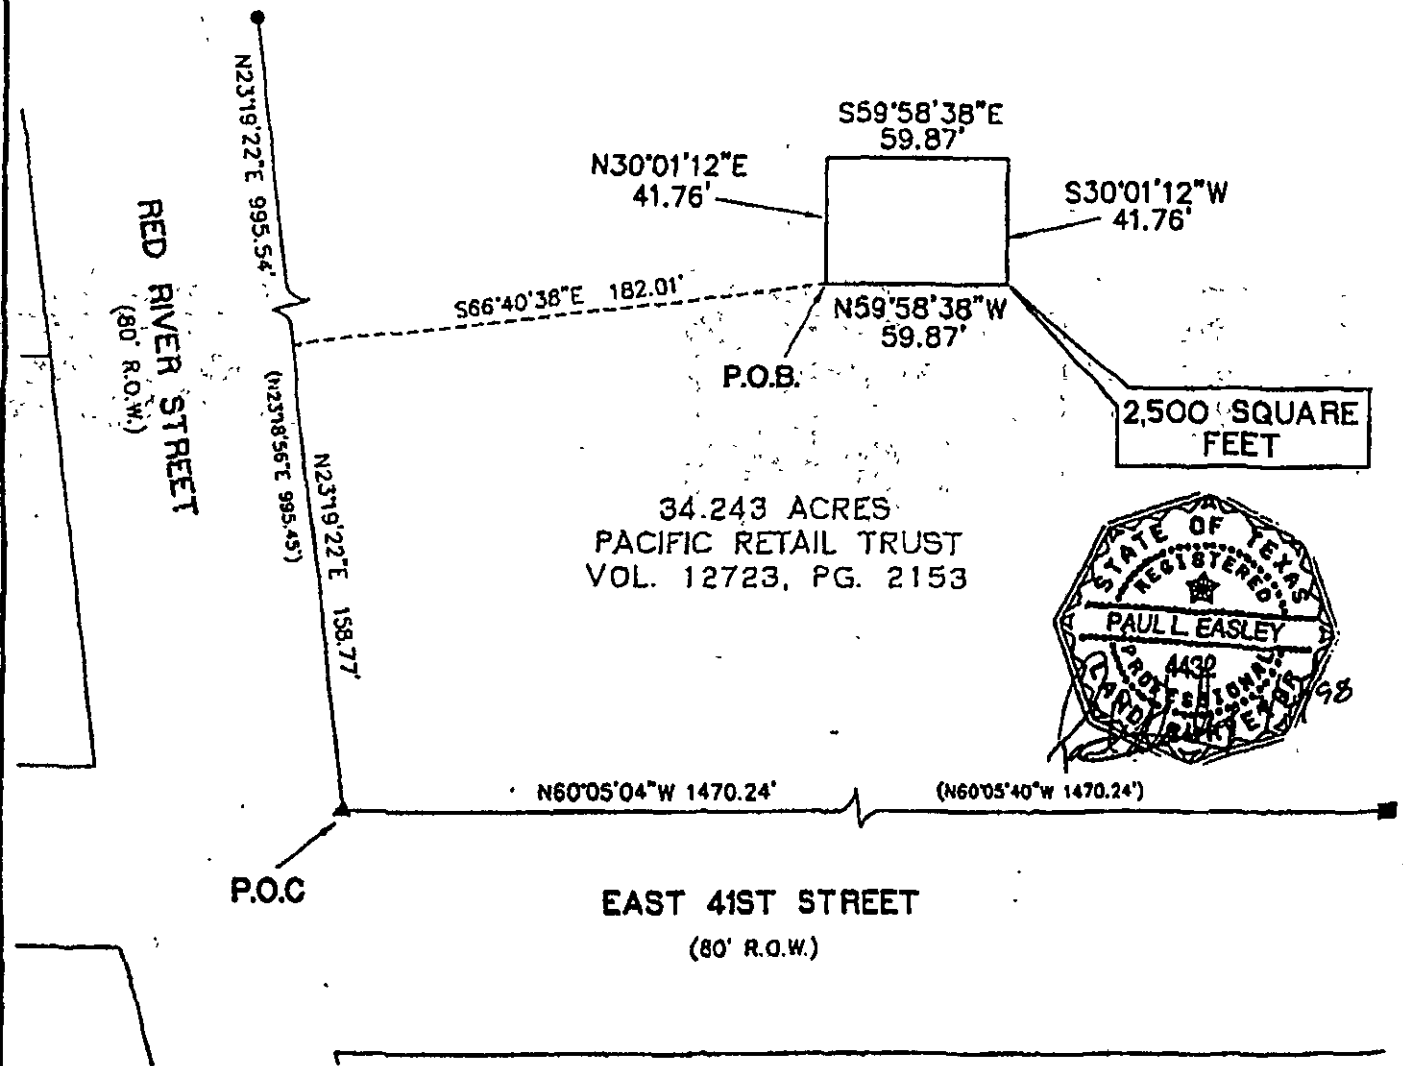 S59°58'38"E
59.87'
N30°01'12"E
41.76'
S30°01'12"W
41.76'
N23°19'22"E 995.54'
RED RIVER STREET
(80' R.O.W.)
S66°40'38"E 182.01'
N59°58'38"W
59.87'
P.O.B.
2,500 SQUARE
FEET
(N23°18'56"E 995.45')
N23°19'22"E 158.77'
34.243 ACRES
PACIFIC RETAIL TRUST
VOL. 12723, PG. 2153
STATE OF TEXAS
REGISTERED
PAUL L. EASLEY
4432
PROFESSIONAL
LAND SURVEYOR
98
N60°05'04"W 1470.24'
(N60°05'40"W 1470.24')
P.O.C
EAST 41ST STREET
(80' R.O.W.)